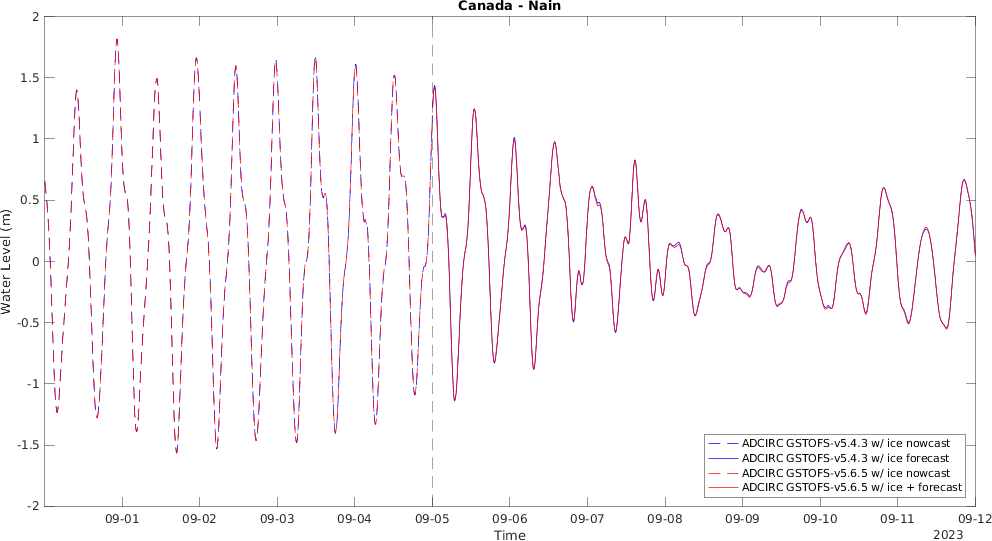 Canada - Nain
2
1.5
1
0.5
0
-0.5
-1
-1.5
-2
Water Level (m)
09-01 09-02 09-03 09-04 09-05 09-06 09-07 09-08 09-09 09-10 09-11 09-12
Time
2023
ADCIRC GSTOFS-v5.4.3 w/ ice nowcast
ADCIRC GSTOFS-v5.4.3 w/ ice forecast
ADCIRC GSTOFS-v5.6.5 w/ ice nowcast
ADCIRC GSTOFS-v5.6.5 w/ ice + forecast